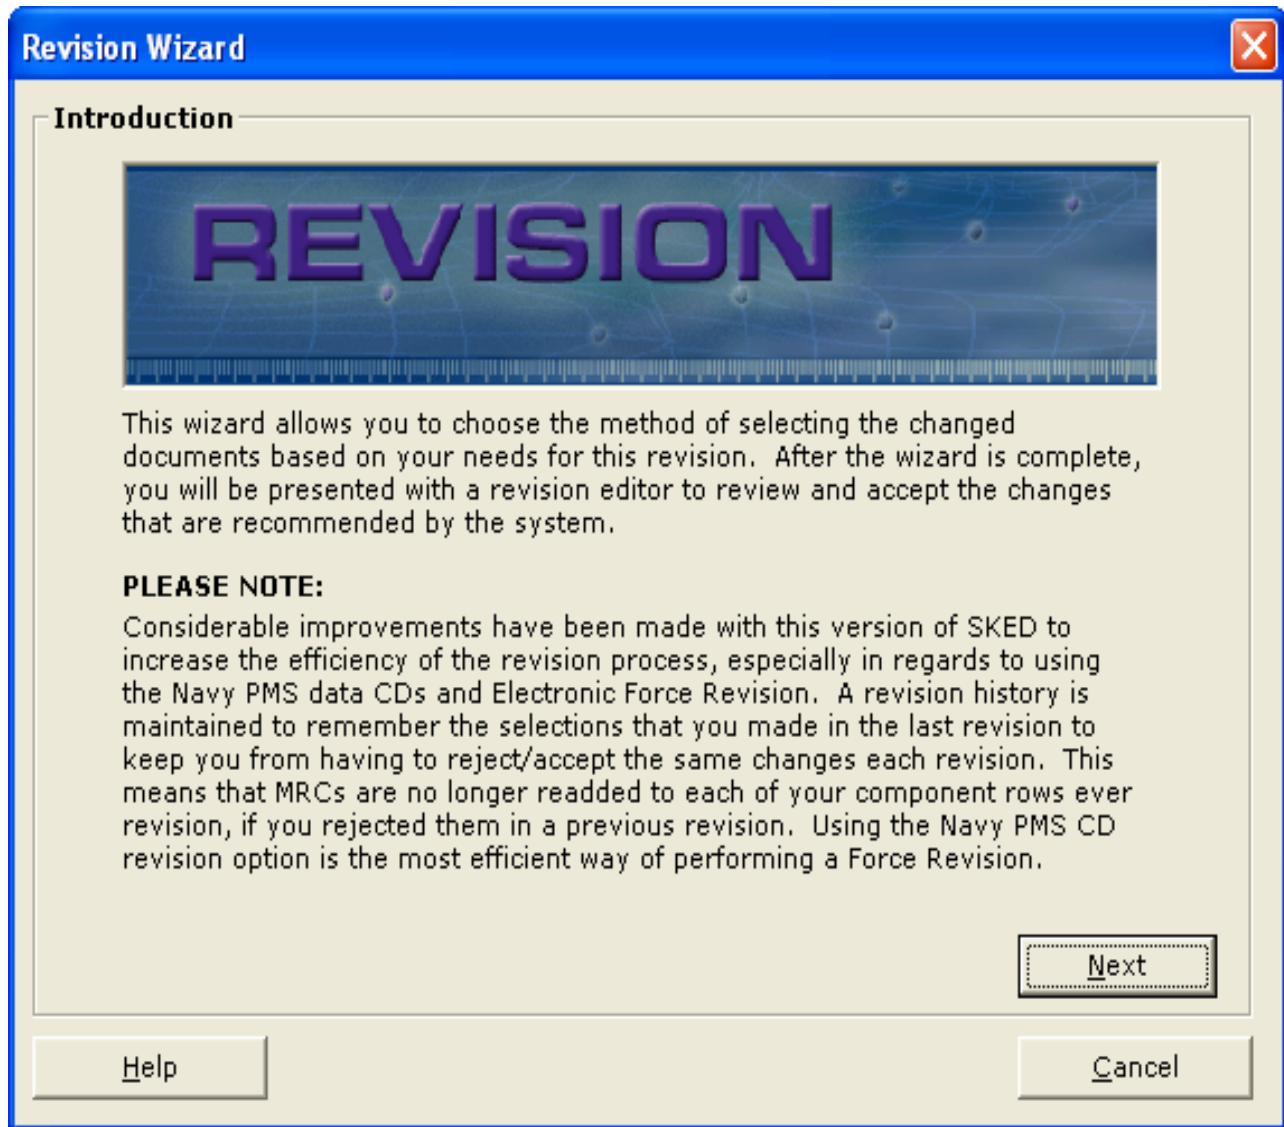 Revision Wizard
Introduction
REVISION
This wizard allows you to choose the method of selecting the changed
documents based on your needs for this revision.  After the wizard is complete,
you will be presented with a revision editor to review and accept the changes
that are recommended by the system.
PLEASE NOTE:
Considerable improvements have been made with this version of SKED to
increase the efficiency of the revision process, especially in regards to using
the Navy PMS data CDs and Electronic Force Revision.  A revision history is
maintained to remember the selections that you made in the last revision to
keep you from having to reject/accept the same changes each revision.  This
means that MRCs are no longer readded to each of your component rows ever
revision, if you rejected them in a previous revision.  Using the Navy PMS CD
revision option is the most efficient way of performing a Force Revision.
Next
Help
Cancel